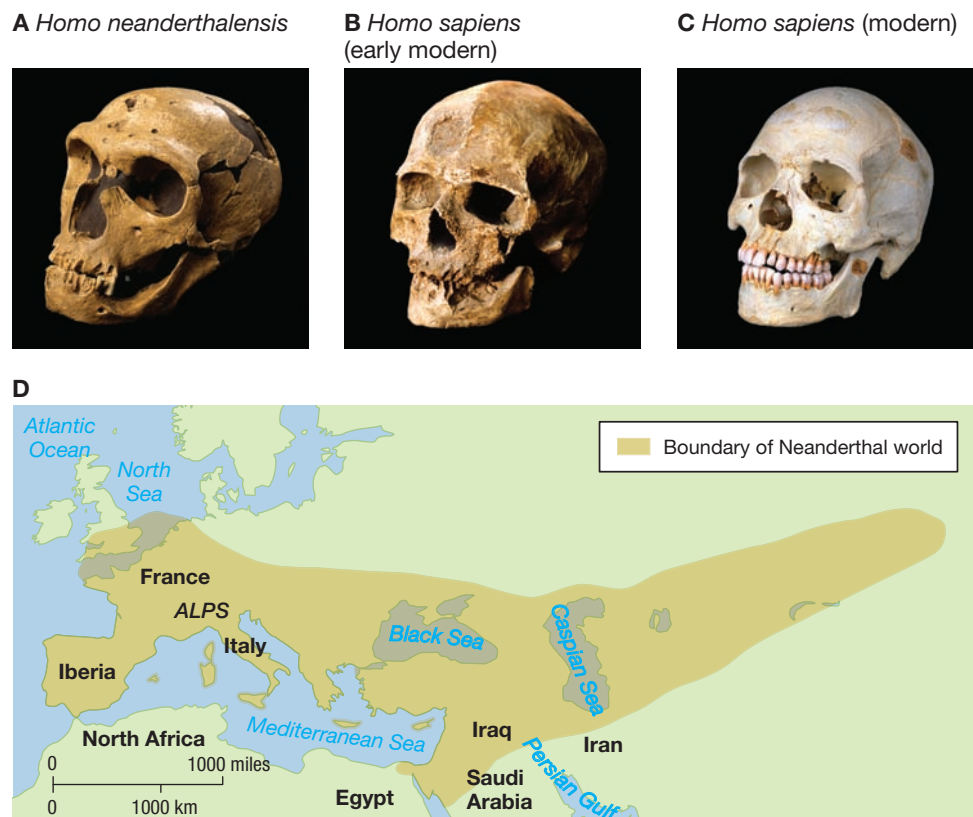 A Homo neanderthalensis
B Homo sapiens
(early modern)
C Homo sapiens (modern)
D
Atlantic
Ocean
North
Sea
Boundary of Neanderthal world
France
ALPS
Italy
Iberia
Black Sea
Caspian Sea
Mediterranean Sea
North Africa
Iraq
Iran
Persian Gulf
Saudi
Arabia
Egypt
0 1000 miles
0 1000 km